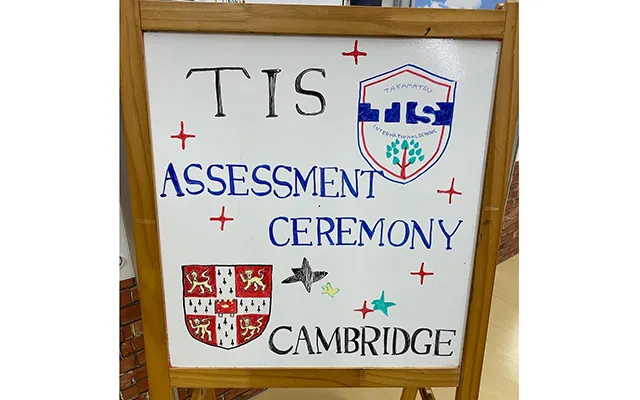 TIS
TAKAMATSU
TIS
INTERNATIONAL SCHOOL
ASSESSMENT
CEREMONY
CAMBRIDGE